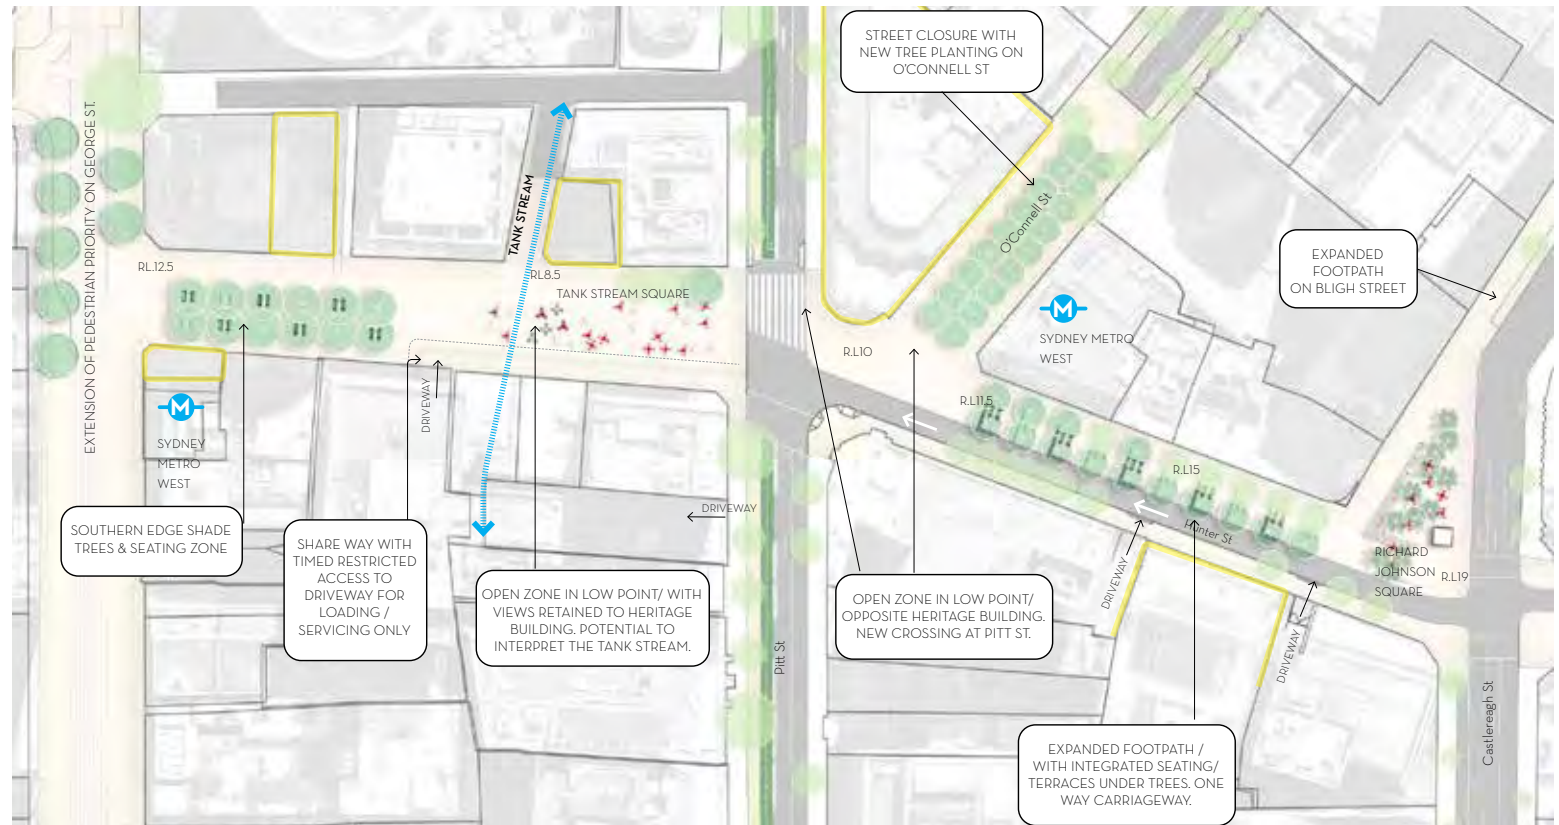 STREET CLOSURE WITH
NEW TREE PLANTING ON
O'CONNELL ST
EXTENSION OF PEDESTRIAN PRIORITY ON GEORGE ST.
TANK STREAM
O'Connell St
EXPANDED
FOOTPATH
ON BLIGH STREET
RL.12.5
RL8.5
TANK STREAM SQUARE
M
SYDNEY METRO
WEST
R.L10
DRIVEWAY
R.L11.5
M
SYDNEY
METRO
WEST
R.L15
DRIVEWAY
Hunter St
SOUTHERN EDGE SHADE
TREES & SEATING ZONE
SHARE WAY WITH
TIMED RESTRICTED
ACCESS TO
DRIVEWAY FOR
LOADING /
SERVICING ONLY
OPEN ZONE IN LOW POINT/ WITH
VIEWS RETAINED TO HERITAGE
BUILDING. POTENTIAL TO
INTERPRET THE TANK STREAM.
OPEN ZONE IN LOW POINT/
OPPOSITE HERITAGE BUILDING.
NEW CROSSING AT PITT ST.
DRIVEWAY
RICHARD
JOHNSON
SQUARE
R.L19
DRIVEWAY
Pitt St
Castlereagh St
EXPANDED FOOTPATH /
WITH INTEGRATED SEATING/
TERRACES UNDER TREES. ONE
WAY CARRIAGEWAY.